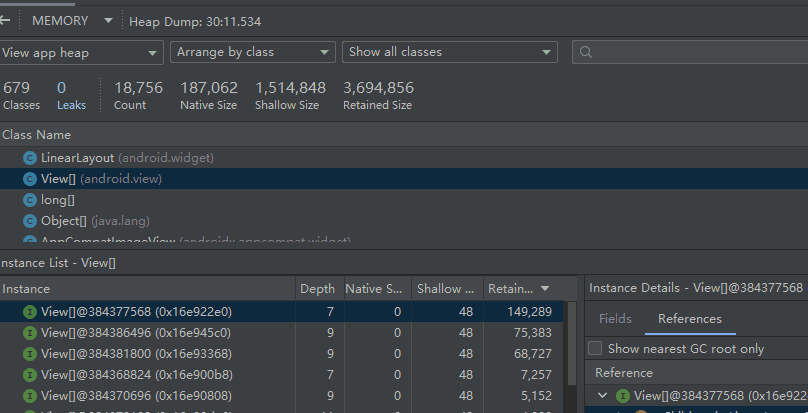 MEMORY Heap Dump: 30:11.534
View app heap Arrange by class Show all classes
679 0 18,756 187,062 1,514,848 3,694,856
Classes Leaks Count Native Size Shallow Size Retained Size
Class Name
LinearLayout (android.widget)
View[] (android.view)
long[]
Object[] (java.lang)
AppCompatImageView (androidx.appcompat.widget)
nstance List - View[]
Instance Depth Native S... Shallow ... Retain...
View[]@384377568 (0x16e922e0) 7 0 48 149,289
View[]@384386496 (0x16e945c0) 9 0 48 75,383
View[]@384381800 (0x16e93368) 9 0 48 68,727
View[]@384368824 (0x16e900b8) 7 0 48 7,257
View[]@384370696 (0x16e90808) 9 0 48 5,152
Instance Details - View[]@384377568
Fields References
Show nearest GC root only
Reference
View[]@384377568 (0x16e922